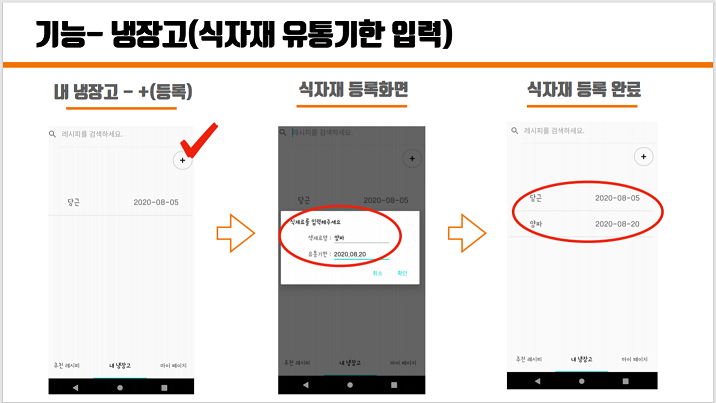 기능- 냉장고(식자재 유통기한 입력)
내 냉장고 - +(등록)
레시피를 검색하세요.
+
당근 2020-08-05
추천 레시피 내 냉장고 마이 페이지
식자재 등록화면
레시피를 검색하세요.
+
당근 2020-08-05
식재료를 입력해주세요
식재료명 : 양파
유통기한 : 2020.08.20
취소 확인
추천 레시피 내 냉장고 마이 페이지
식자재 등록 완료
레시피를 검색하세요.
+
당근 2020-08-05
양파 2020-08-20
추천 레시피 내 냉장고 마이 페이지